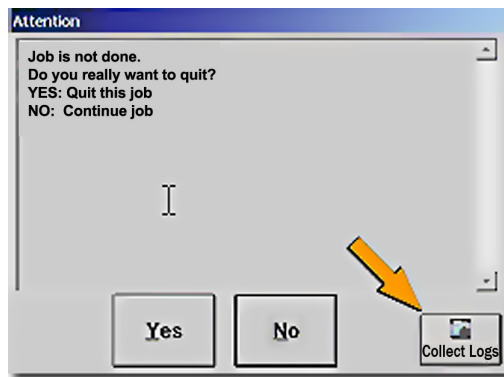 Attention
Job is not done.
Do you really want to quit?
YES: Quit this job
NO: Continue job
Yes
No
Collect Logs